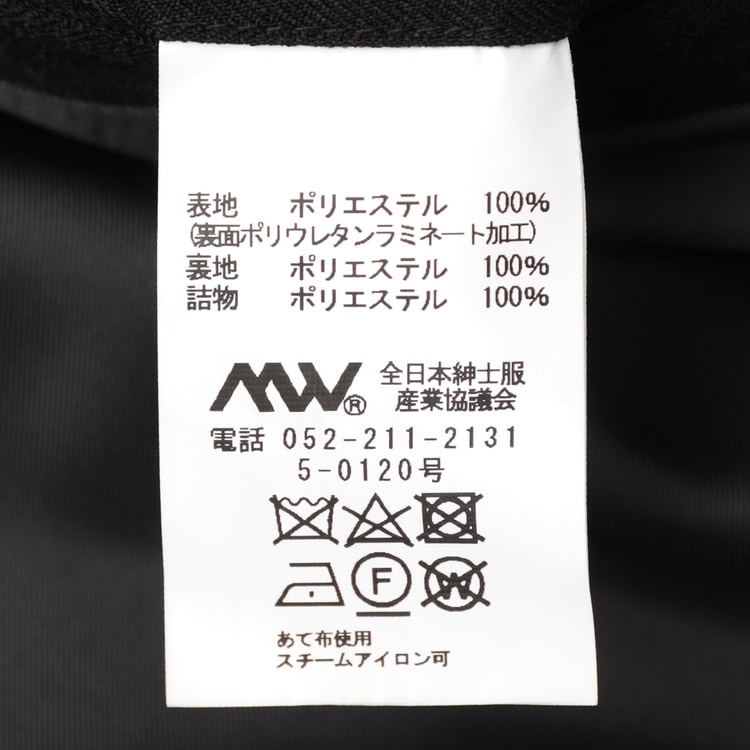 表地 ポリエステル 100%
(裏面ポリウレタンラミネート加工)
裏地 ポリエステル 100%
詰物 ポリエステル 100%
MW® 全日本紳士服
産業協議会
電話 052-211-2131
5-0120号
F W
あて布使用
スチームアイロン可